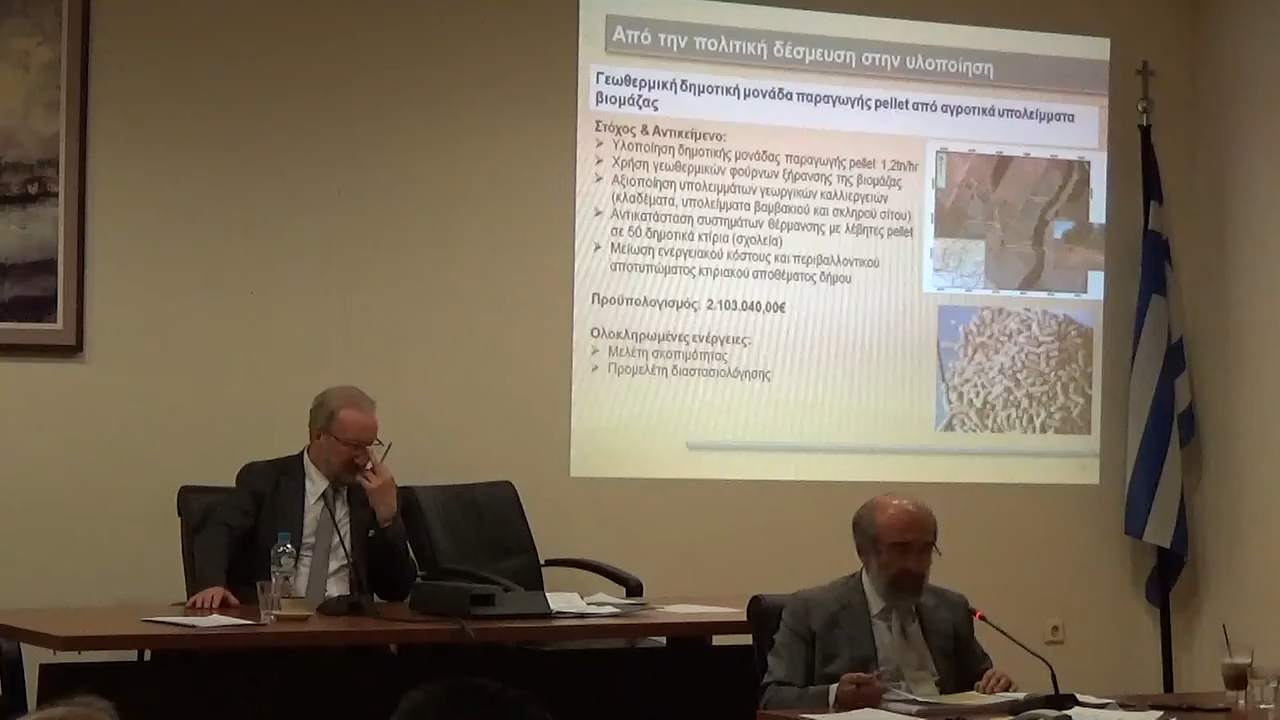 Από την πολιτική δέσμευση στην υλοποίηση
Γεωθερμική δημοτική μονάδα παραγωγής pellet από αγροτικά υπολείμματα
βιομάζας
Στόχος & Αντικείμενο:
➢ Υλοποίηση δημοτικής μονάδας παραγωγής pellet 1,2tn/hr
➢ Χρήση γεωθερμικών φούρνων ξήρανσης της βιομάζας
➢ Αξιοποίηση υπολειμμάτων γεωργικών καλλιεργειών
(κλαδέματα, υπολείμματα βαμβακιού και σκληρού σίτου)
➢ Αντικατάσταση συστημάτων θέρμανσης με λέβητες pellet
σε 50 δημοτικά κτίρια (σχολεία)
➢ Μείωση ενεργειακού κόστους και περιβαλλοντικού
αποτυπώματος κτιριακού αποθέματος δήμου
Προϋπολογισμός: 2.103.040,00€
Ολοκληρωμένες ενέργειες:
➢ Μελέτη σκοπιμότητας
➢ Προμελέτη διαστασιολόγησης